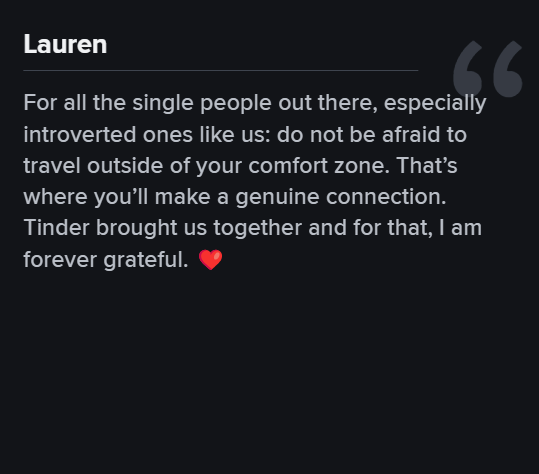 Lauren
For all the single people out there, especially
introverted ones like us: do not be afraid to
travel outside of your comfort zone. That’s
where you’ll make a genuine connection.
Tinder brought us together and for that, I am
forever grateful. ❤️